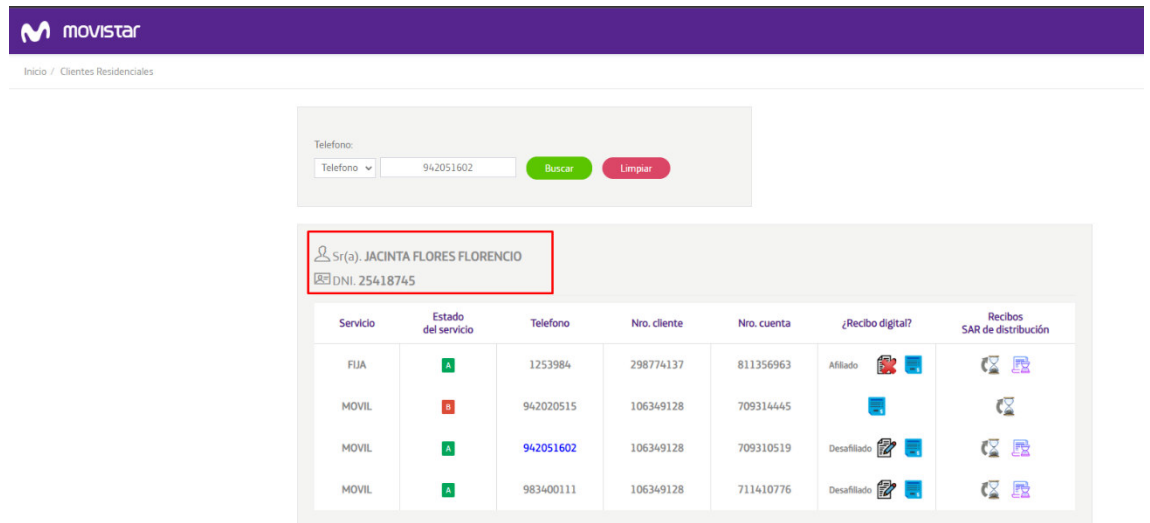 movistar
Inicio / Clientes Residenciales
Telefono:
Telefono 942051602 Buscar Limpiar
Sr(a). JACINTA FLORES FLORENCIO
DNI. 25418745
Servicio Estado del servicio Telefono Nro. cliente Nro. cuenta ¿Recibo digital? Recibos SAR de distribución
FIJA A 1253984 298774137 811356963 Afiliado
MOVIL B 942020515 106349128 709314445
MOVIL A 942051602 106349128 709310519 Desafiliado
MOVIL A 983400111 106349128 711410776 Desafiliado